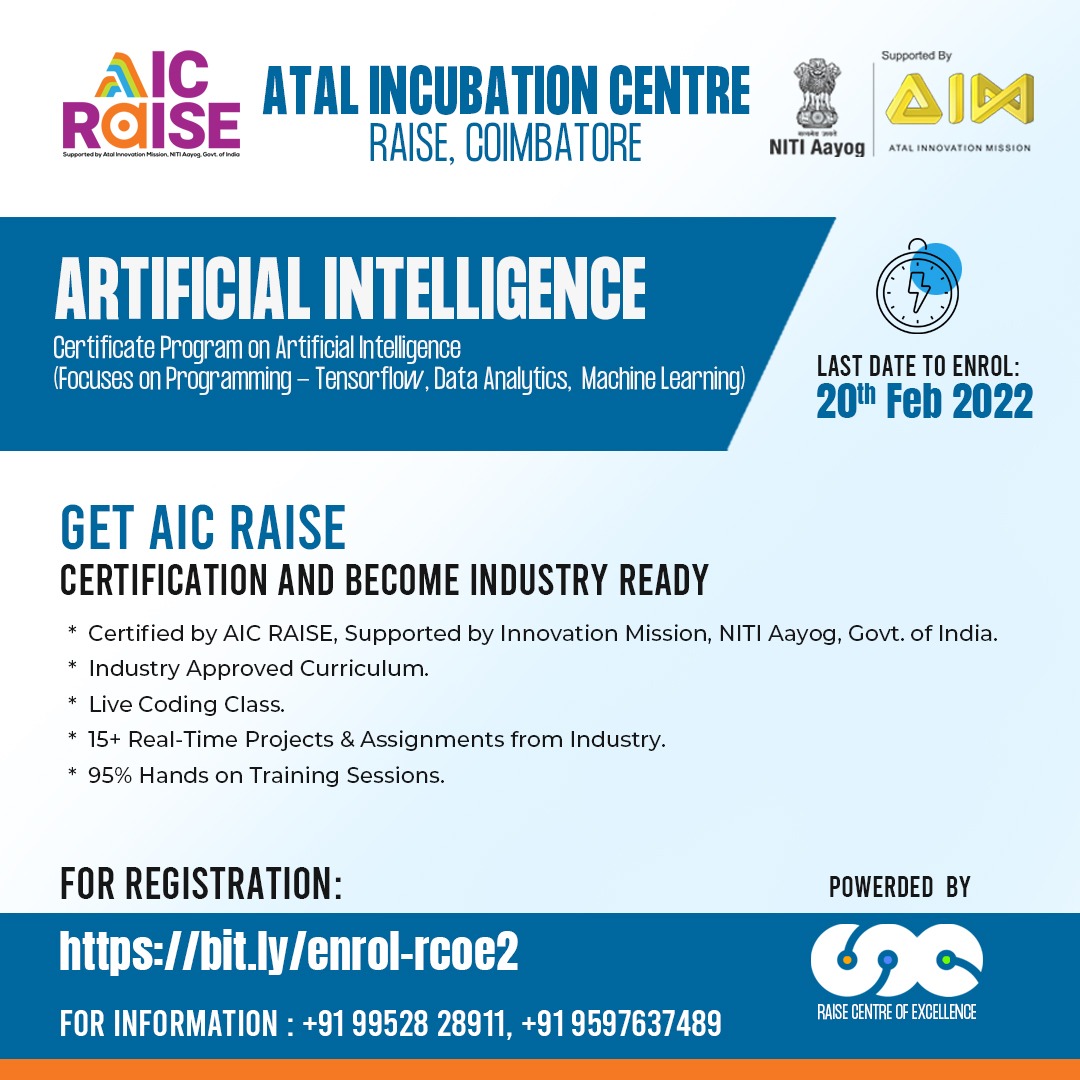 AIC
RAISE
Supported by Atal Innovation Mission, NITI Aayog, Govt. of India
ATAL INCUBATION CENTRE
RAISE, COIMBATORE
सत्यमेव जयते
NITI Aayog
Supported By
AIM
ATAL INNOVATION MISSION
ARTIFICIAL INTELLIGENCE
Certificate Program on Artificial Intelligence
(Focuses on Programming – Tensorflow, Data Analytics, Machine Learning)
LAST DATE TO ENROL:
20th Feb 2022
GET AIC RAISE
CERTIFICATION AND BECOME INDUSTRY READY
* Certified by AIC RAISE, Supported by Innovation Mission, NITI Aayog, Govt. of India.
* Industry Approved Curriculum.
* Live Coding Class.
* 15+ Real-Time Projects & Assignments from Industry.
* 95% Hands on Training Sessions.
FOR REGISTRATION:
https://bit.ly/enrol-rcoe2
FOR INFORMATION : +91 99528 28911, +91 9597637489
POWERDED BY
RAISE CENTRE OF EXCELLENCE